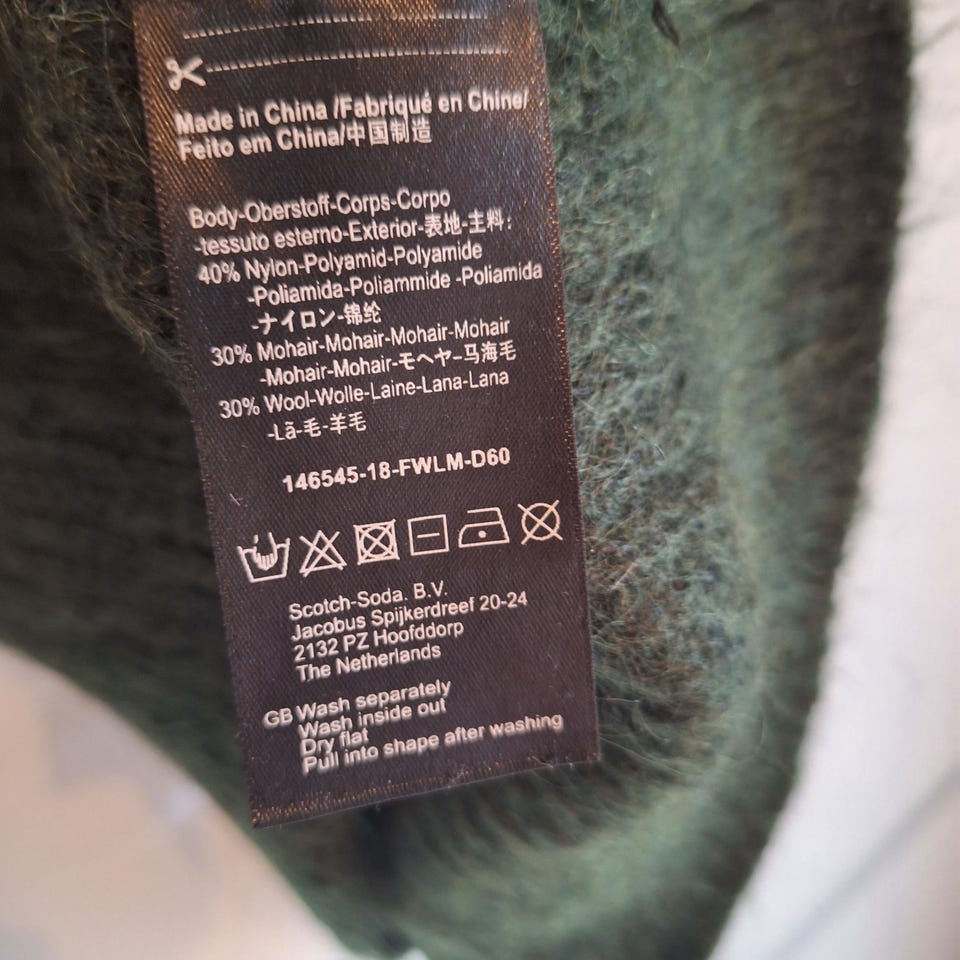 Made in China /Fabriqué en Chine/
Feito em China/中国制造
Body-Oberstoff-Corps-Corpo
-tessuto esterno-Exterior-表地-主料:
40% Nylon-Polyamid-Polyamide
-Poliamida-Poliammide -Poliamida
-ナイロン-锦纶
30% Mohair-Mohair-Mohair-Mohair
-Mohair-Mohair-モヘヤ-马海毛
30% Wool-Wolle-Laine-Lana-Lana
-Lã-毛-羊毛
146545-18-FWLM-D60
Scotch-Soda. B.V.
Jacobus Spijkerdreef 20-24
2132 PZ Hoofddorp
The Netherlands
GB Wash separately
Wash inside out
Dry flat
Pull into shape after washing